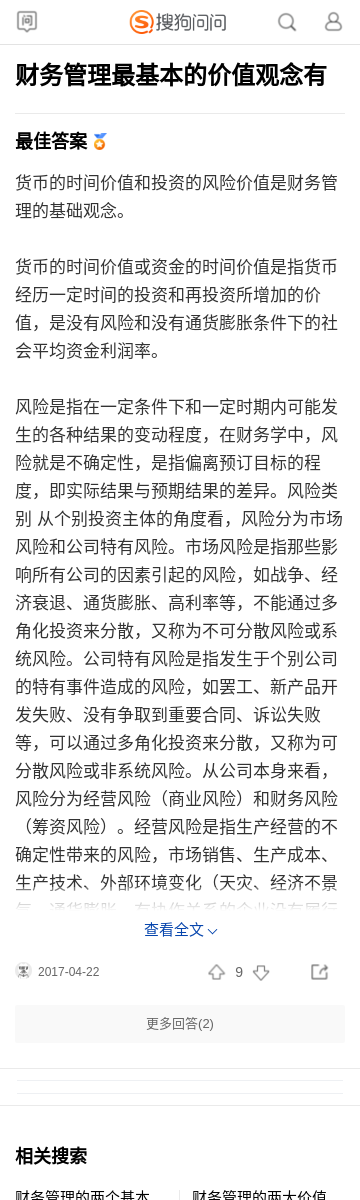 问
搜狗问问
财务管理最基本的价值观念有
最佳答案
货币的时间价值和投资的风险价值是财务管
理的基础观念。
货币的时间价值或资金的时间价值是指货币
经历一定时间的投资和再投资所增加的价
值，是没有风险和没有通货膨胀条件下的社
会平均资金利润率。
风险是指在一定条件下和一定时期内可能发
生的各种结果的变动程度，在财务学中，风
险就是不确定性，是指偏离预订目标的程
度，即实际结果与预期结果的差异。风险类
别 从个别投资主体的角度看，风险分为市场
风险和公司特有风险。市场风险是指那些影
响所有公司的因素引起的风险，如战争、经
济衰退、通货膨胀、高利率等，不能通过多
角化投资来分散，又称为不可分散风险或系
统风险。公司特有风险是指发生于个别公司
的特有事件造成的风险，如罢工、新产品开
发失败、没有争取到重要合同、诉讼失败
等，可以通过多角化投资来分散，又称为可
分散风险或非系统风险。从公司本身来看，
风险分为经营风险（商业风险）和财务风险
（筹资风险）。经营风险是指生产经营的不
确定性带来的风险，市场销售、生产成本、
生产技术、外部环境变化（天灾、经济不景
气、通货膨胀、有协作关系的企业没有履行
查看全文
2017-04-22 9
更多回答(2)
相关搜索
财务管理的两个基本 财务管理的两大价值